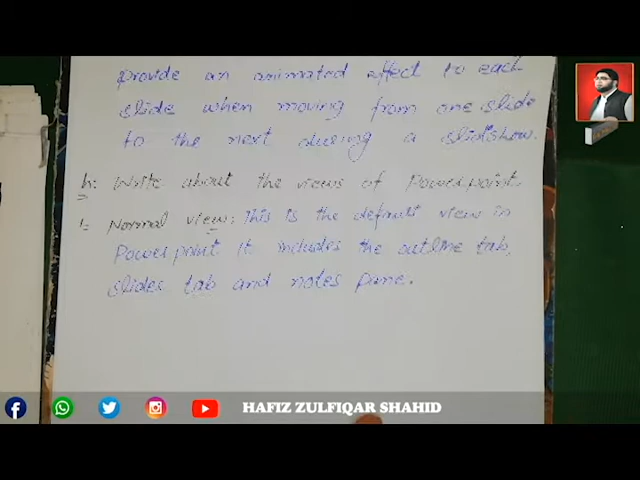 provide an animated effect to each
slide when moving from one slide
to the next during a slidshow.
h: Write about the views of Powerpoint.
1: Normal view: This is the default view in
Powerpoint it includes the outline tab,
slides tab and notes pane.
HAFIZ ZULFIQAR SHAHID